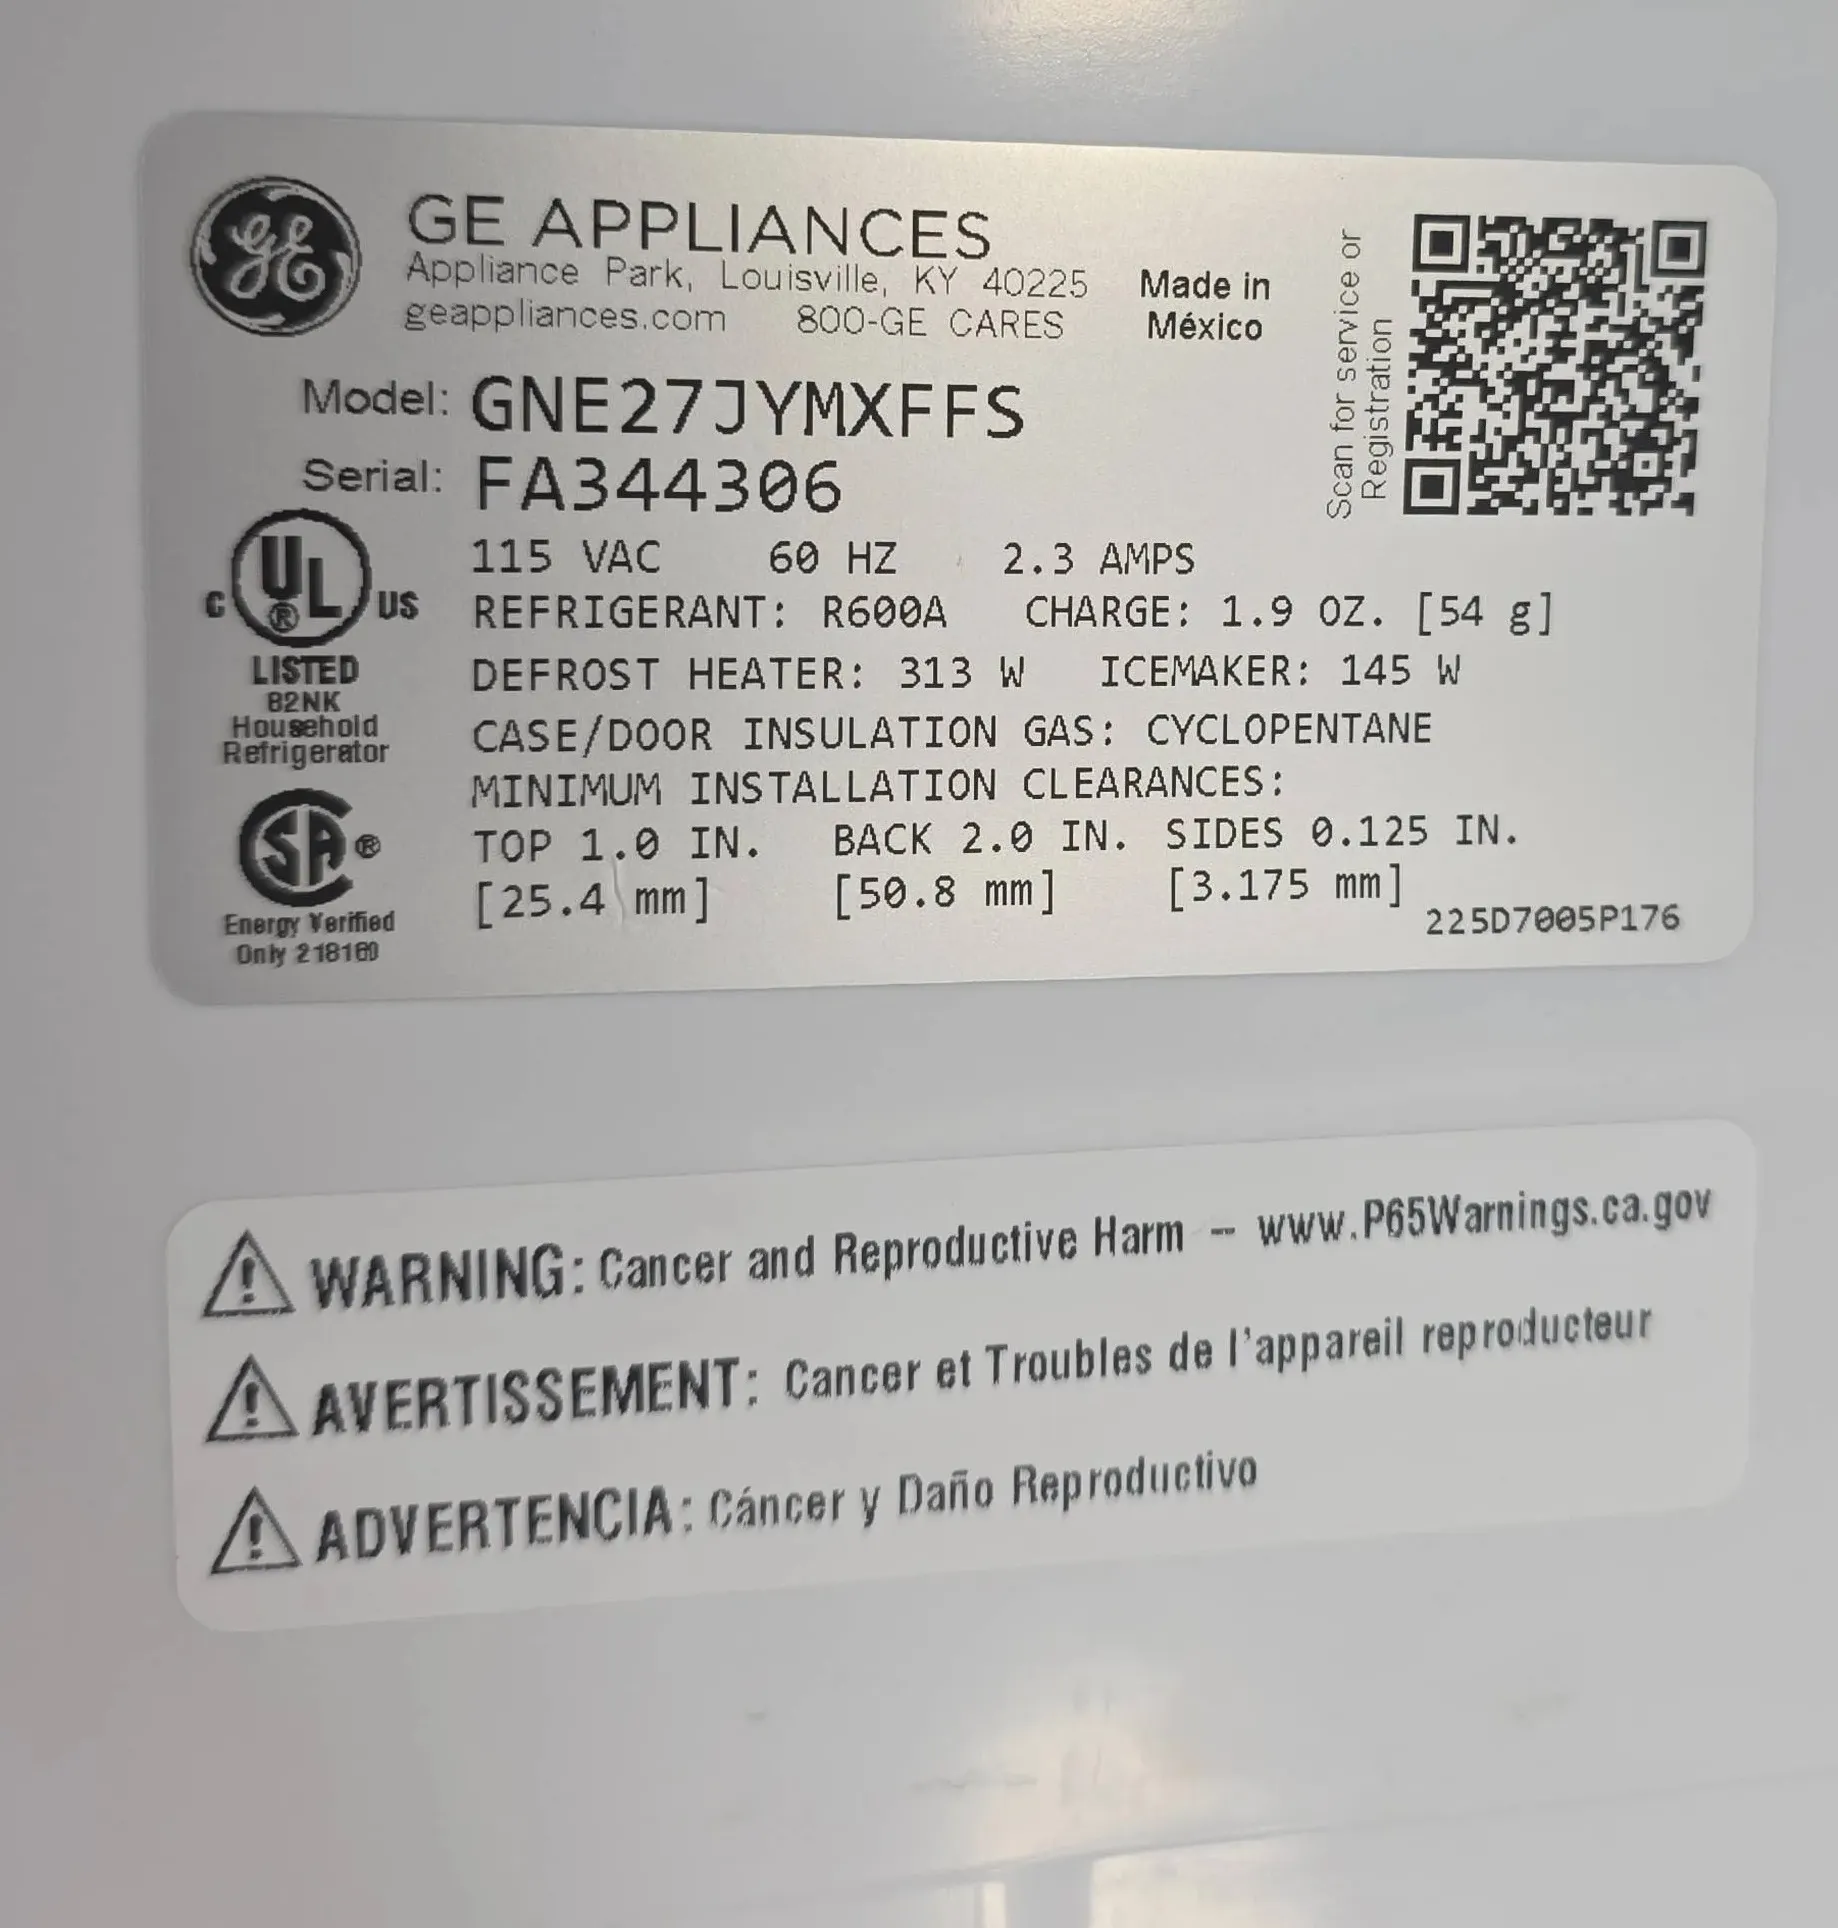 GE
GE APPLIANCES
Appliance Park, Louisville, KY 40225
geappliances.com 800-GE CARES
Made in
México
Scan for service or
Registration
Model: GNE27JYMXFFS
Serial: FA344306
C UL ® US
LISTED
82NK
Household
Refrigerator
115 VAC 60 HZ 2.3 AMPS
REFRIGERANT: R600A CHARGE: 1.9 OZ. [54 g]
DEFROST HEATER: 313 W ICEMAKER: 145 W
CASE/DOOR INSULATION GAS: CYCLOPENTANE
MINIMUM INSTALLATION CLEARANCES:
TOP 1.0 IN. BACK 2.0 IN. SIDES 0.125 IN.
[25.4 mm] [50.8 mm] [3.175 mm]
225D7005P176
SA ®
Energy Verified
Only 218160
WARNING: Cancer and Reproductive Harm – www.P65Warnings.ca.gov
AVERTISSEMENT: Cancer et Troubles de l'appareil reproducteur
ADVERTENCIA: Cáncer y Daño Reproductivo